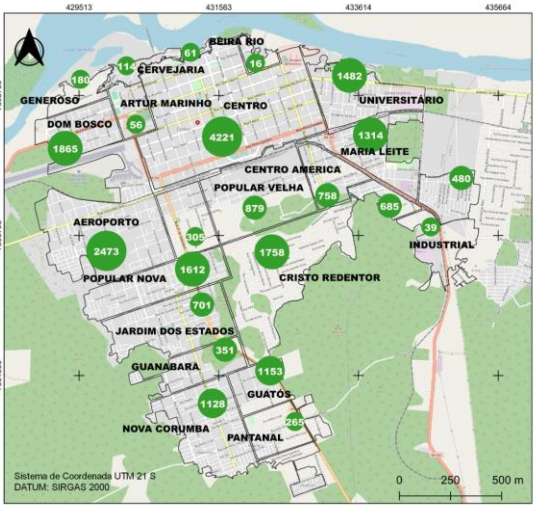 429513 431563 433614 435664
BEIRA RIO
61
16
114
CERVEJARIA
1482
180
GENEROSO
ARTUR MARINHO
CENTRO
UNIVERSITÁRIO
DOM BOSCO
56
4221
1314
1865
MARIA LEITE
CENTRO AMERICA
480
POPULAR VELHA
758
879
685
AEROPORTO
39
305
INDUSTRIAL
2473
1758
1612
POPULAR NOVA
CRISTO REDENTOR
701
JARDIM DOS ESTADOS
351
GUANABARA
1153
GUATÓS
1128
265
NOVA CORUMBA
PANTANAL
Sistema de Coordenada UTM 21 S
DATUM: SIRGAS 2000
0 250 500 m